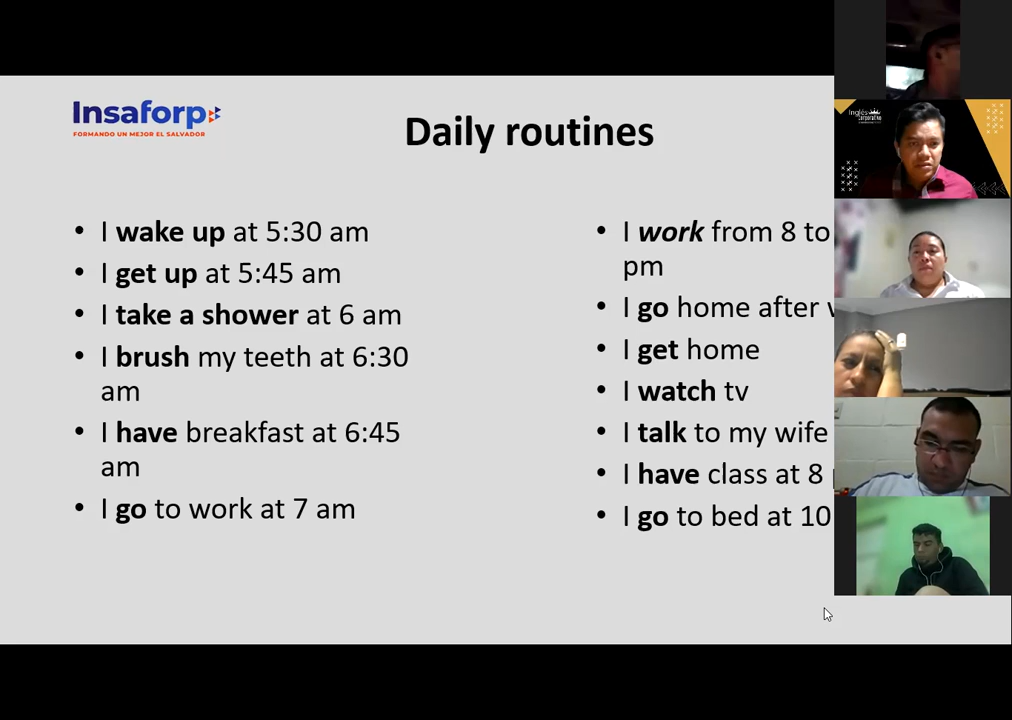 Insaforp
FORMANDO UN MEJOR EL SALVADOR
Daily routines
• I wake up at 5:30 am
• I get up at 5:45 am
• I take a shower at 6 am
• I brush my teeth at 6:30
am
• I have breakfast at 6:45
am
• I go to work at 7 am
• I work from 8 to
pm
• I go home after
• I get home
• I watch tv
• I talk to my wife
• I have class at 8
• I go to bed at 10
Inglés
Corporativo